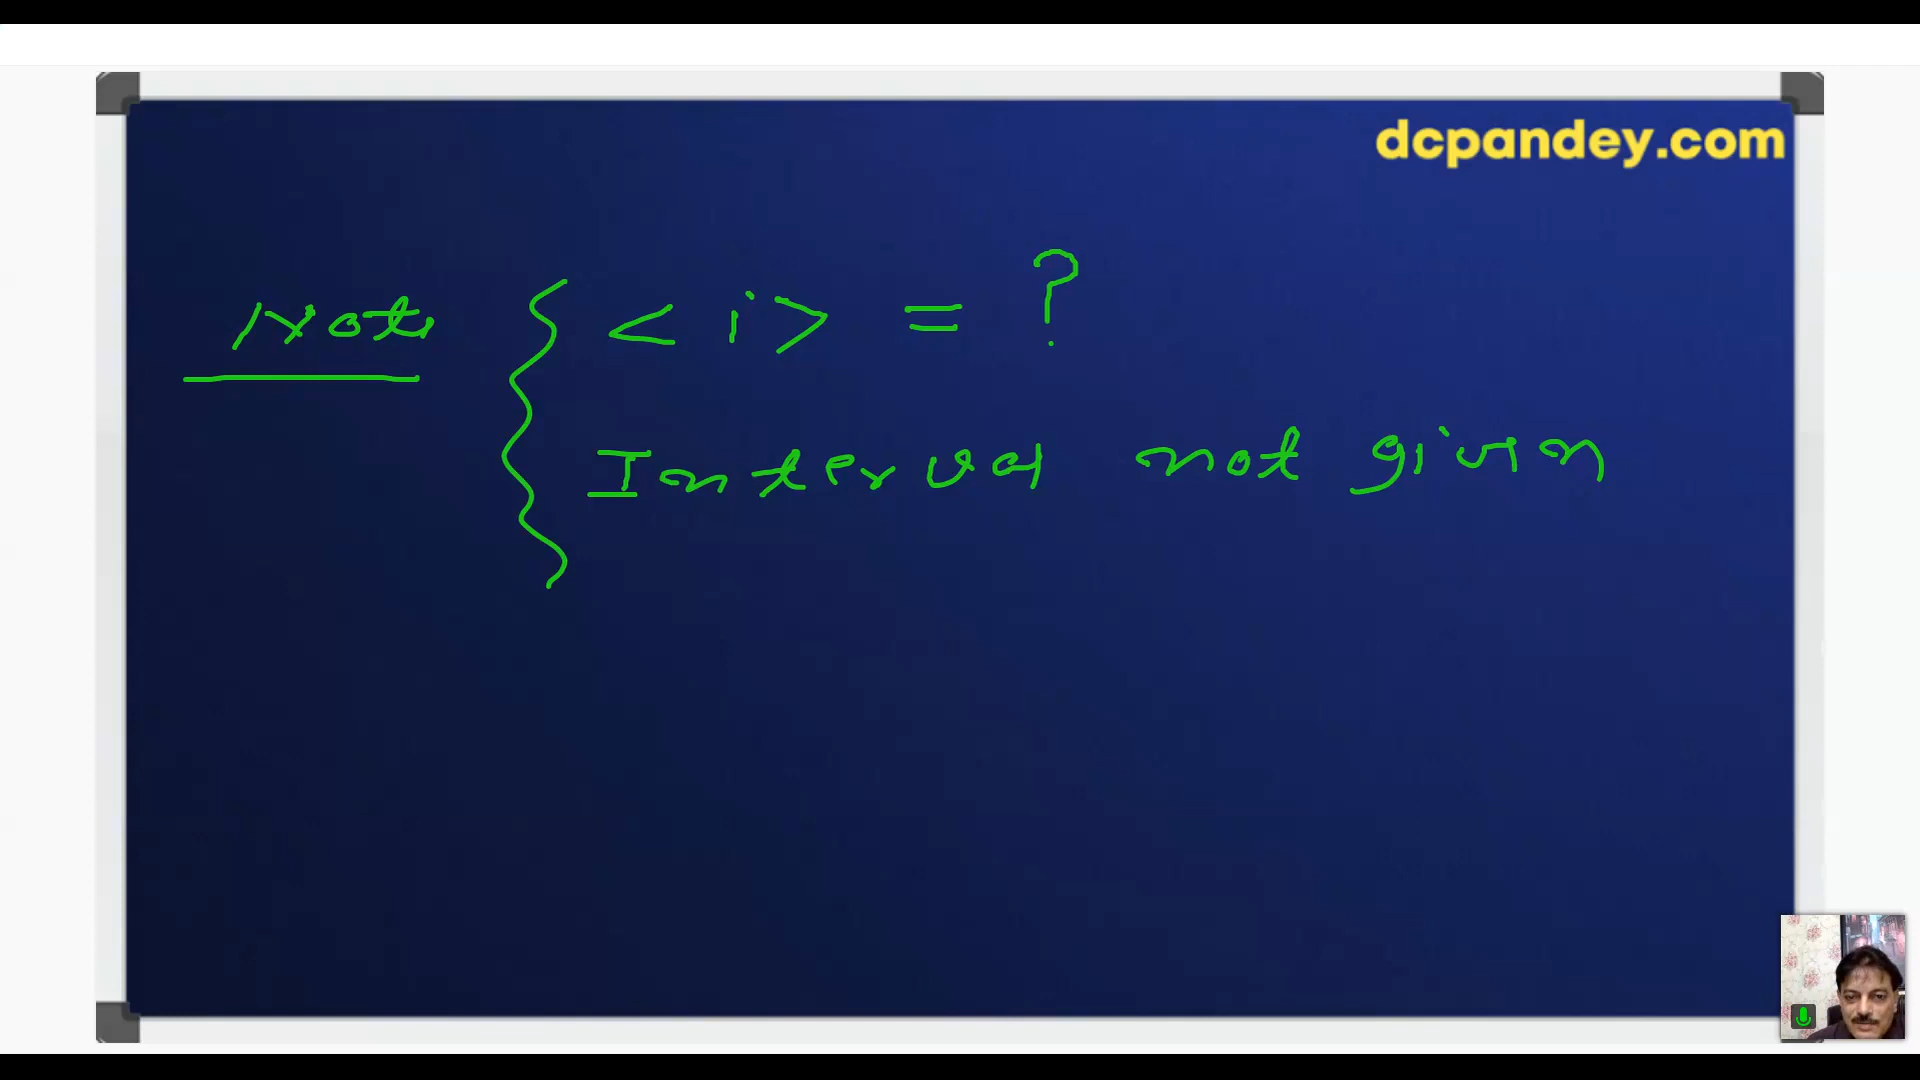 dcpandey.com
Note { < i > = ?
Interval not given